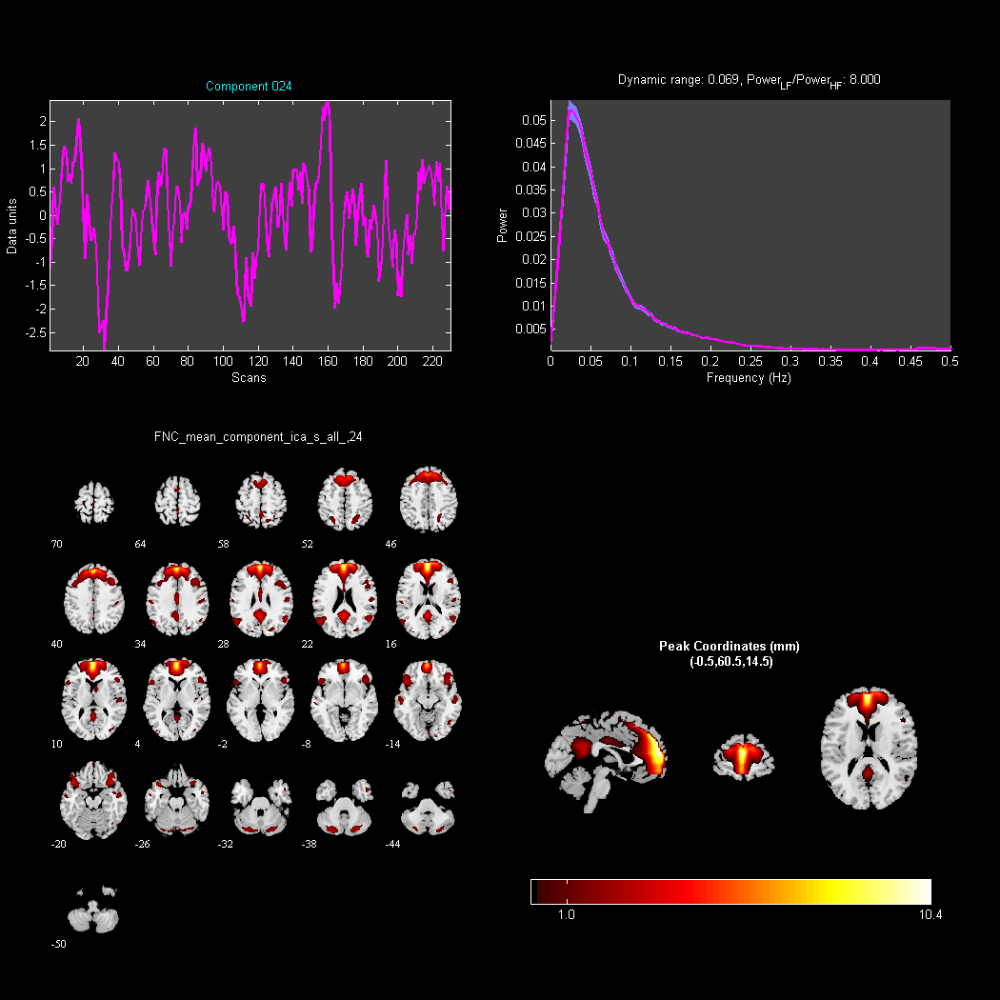 Component 024
Data units
2
1.5
1
0.5
0
-0.5
-1
-1.5
-2
-2.5
20 40 60 80 100 120 140 160 180 200 220
Scans
Dynamic range: 0.069, PowerLF/PowerHF: 8.000
Power
0.05
0.045
0.04
0.035
0.03
0.025
0.02
0.015
0.01
0.005
0 0.05 0.1 0.15 0.2 0.25 0.3 0.35 0.4 0.45 0.5
Frequency (Hz)
FNC_mean_component_ica_s_all_,24
70 64 58 52 46
40 34 28 22 16
10 4 -2 -8 -14
-20 -26 -32 -38 -44
-50
Peak Coordinates (mm)
(-0.5,60.5,14.5)
1.0 10.4